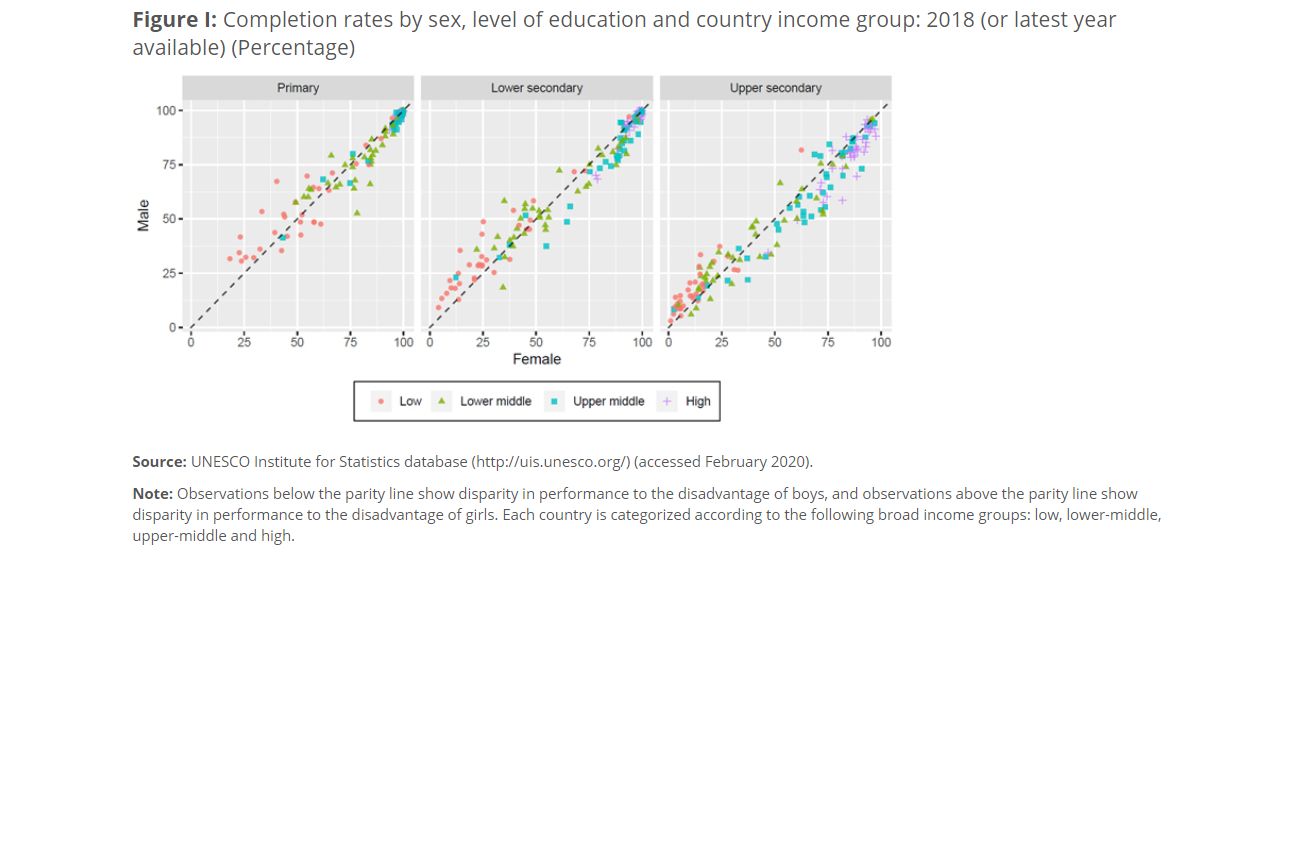 Figure I: Completion rates by sex, level of education and country income group: 2018 (or latest year
available) (Percentage)
Primary
Lower secondary
Upper secondary
Male
100
75
50
25
0
0 25 50 75 100
0 25 50 75 100
0 25 50 75 100
Female
Low Lower middle Upper middle High
Source: UNESCO Institute for Statistics database (http://uis.unesco.org/) (accessed February 2020).
Note: Observations below the parity line show disparity in performance to the disadvantage of boys, and observations above the parity line show
disparity in performance to the disadvantage of girls. Each country is categorized according to the following broad income groups: low, lower-middle,
upper-middle and high.